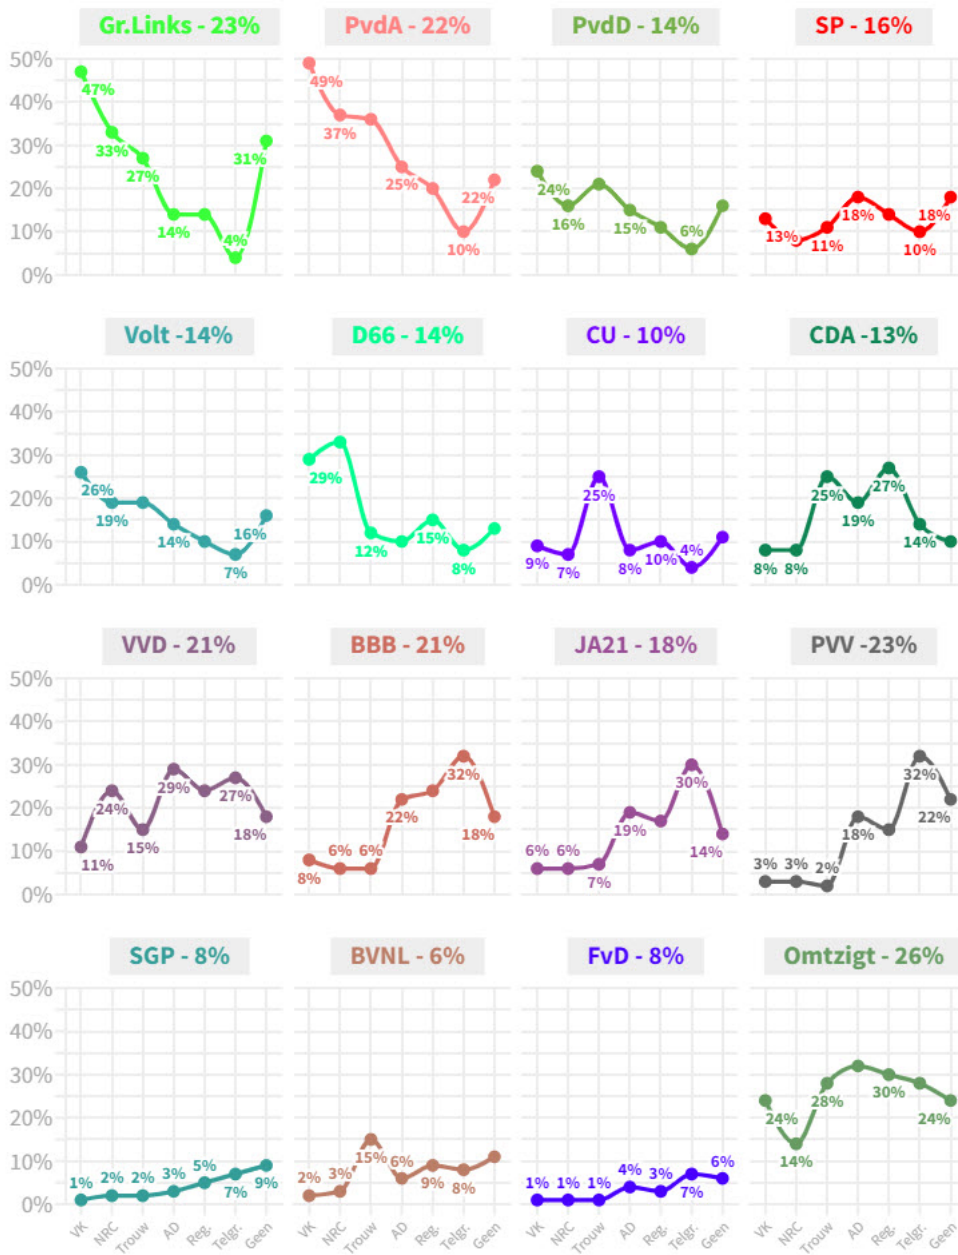 Gr.Links - 23% PvdA - 22% PvdD - 14% SP - 16%
50%
40%
30%
20%
10%
0%
47% 33% 27% 14% 4% 31%
49% 37% 25% 10% 22%
24% 16% 15% 6%
13% 11% 18% 10% 18%
Volt -14% D66 - 14% CU - 10% CDA -13%
50%
40%
30%
20%
10%
0%
26% 19% 14% 7% 16%
29% 12% 15% 8%
9% 7% 25% 8% 10% 4%
8% 8% 25% 19% 27% 14%
VVD - 21% BBB - 21% JA21 - 18% PVV -23%
50%
40%
30%
20%
10%
0%
11% 24% 15% 29% 27% 18%
8% 6% 6% 22% 32% 18%
6% 6% 7% 19% 30% 14%
3% 3% 2% 18% 32% 22%
SGP - 8% BVNL - 6% FvD - 8% Omtzigt - 26%
50%
40%
30%
20%
10%
0%
1% 2% 2% 3% 5% 7% 9%
2% 3% 15% 6% 9% 8%
1% 1% 1% 4% 3% 7% 6%
24% 14% 28% 30% 24%
VK NRC Trouw AD Reg. Telgr. Geen
VK NRC Trouw AD Reg. Telgr. Geen
VK NRC Trouw AD Reg. Telgr. Geen
VK NRC Trouw AD Reg. Telgr. Geen